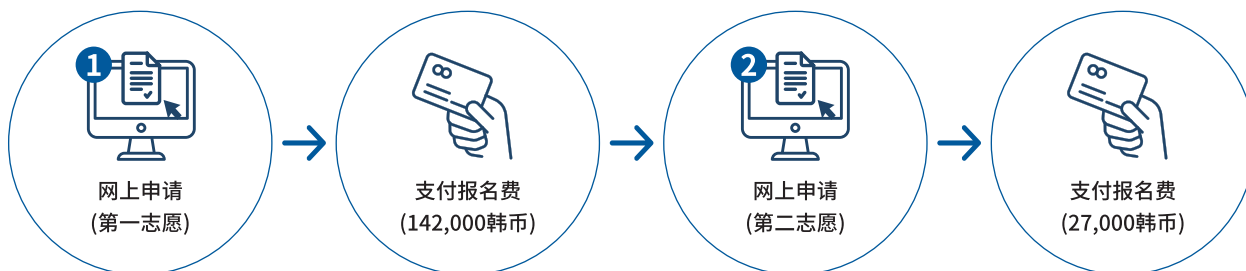 1
网上申请
(第一志愿)
支付报名费
(142,000韩币)
2
网上申请
(第二志愿)
支付报名费
(27,000韩币)